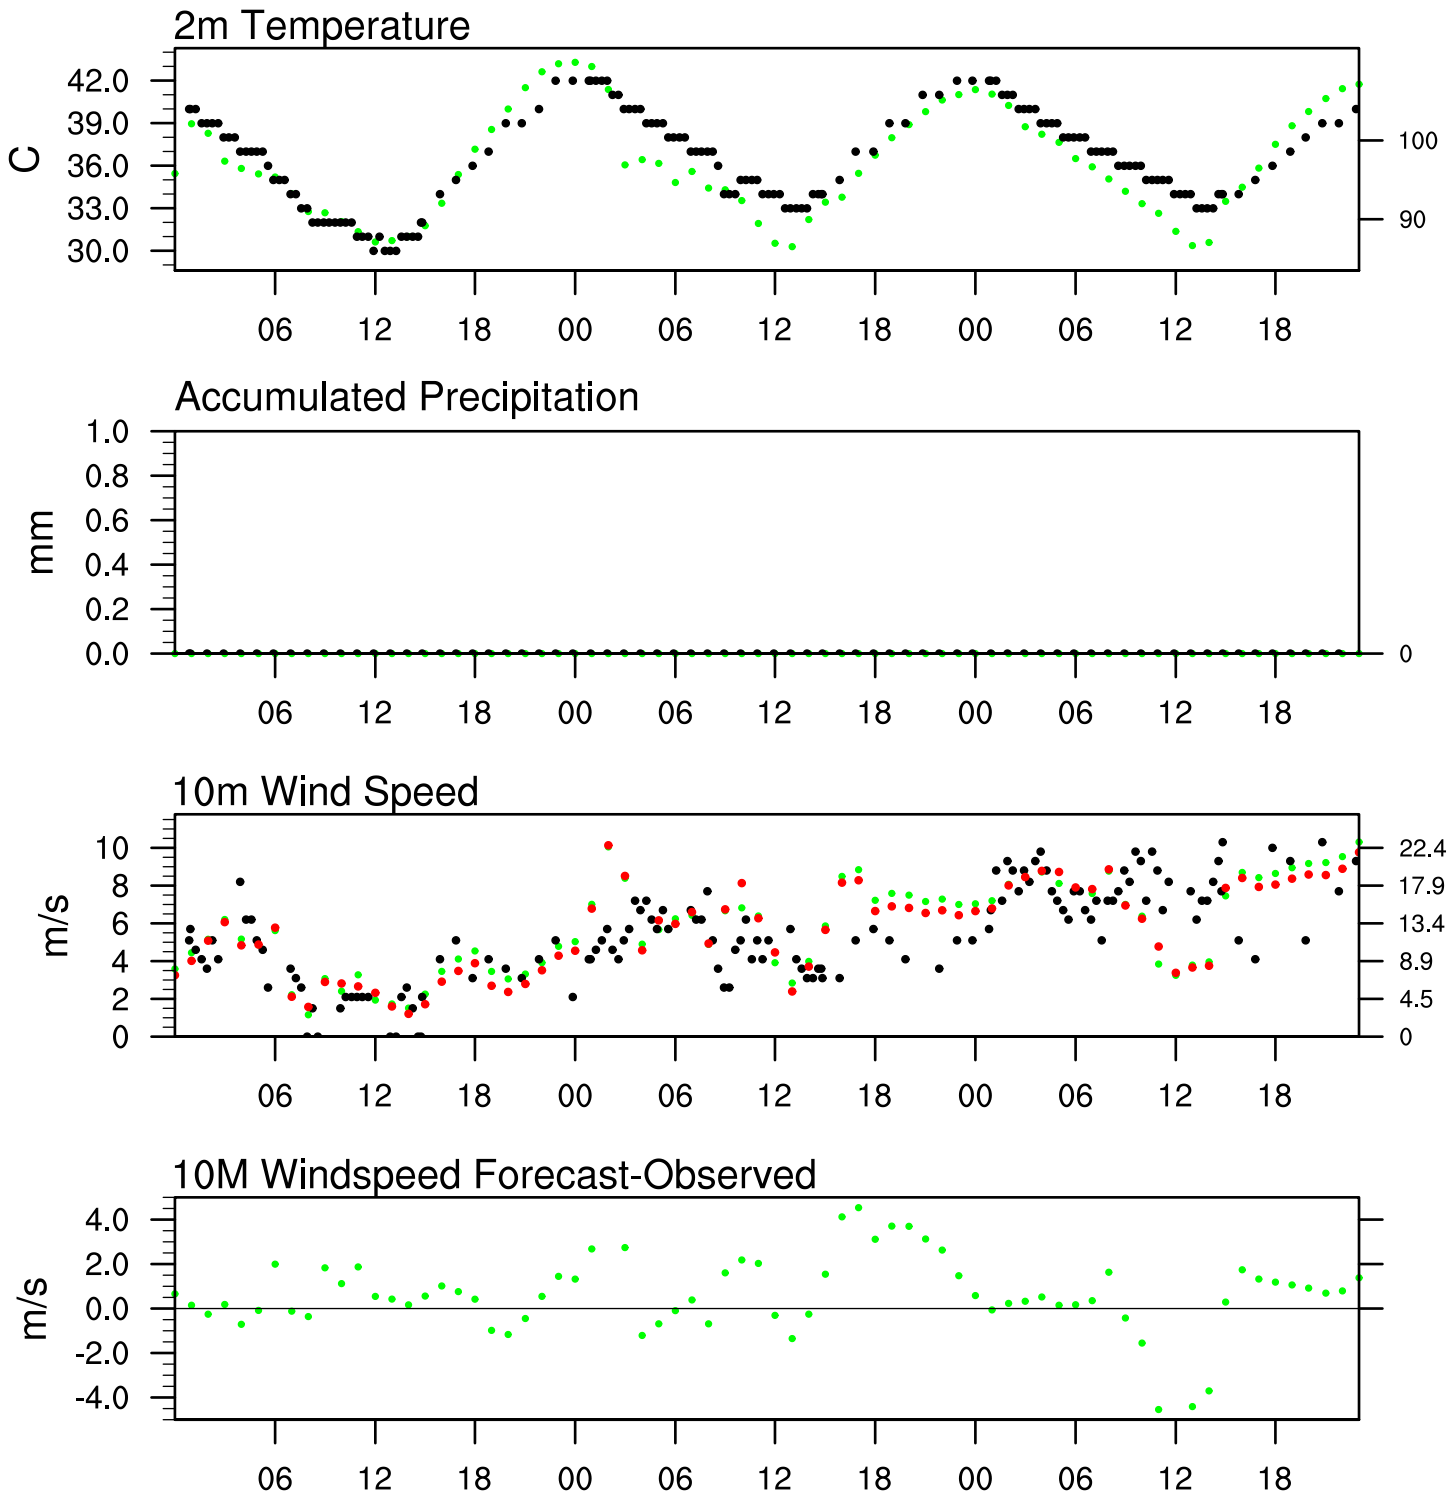 2m Temperature
C
42.0
39.0
36.0
33.0
30.0
100
90
06 12 18 00 06 12 18 00 06 12 18
Accumulated Precipitation
mm
1.0
0.8
0.6
0.4
0.2
0.0
0
06 12 18 00 06 12 18 00 06 12 18
10m Wind Speed
m/s
10
8
6
4
2
0
22.4
17.9
13.4
8.9
4.5
0
06 12 18 00 06 12 18 00 06 12 18
10M Windspeed Forecast-Observed
m/s
4.0
2.0
0.0
-2.0
-4.0
06 12 18 00 06 12 18 00 06 12 18